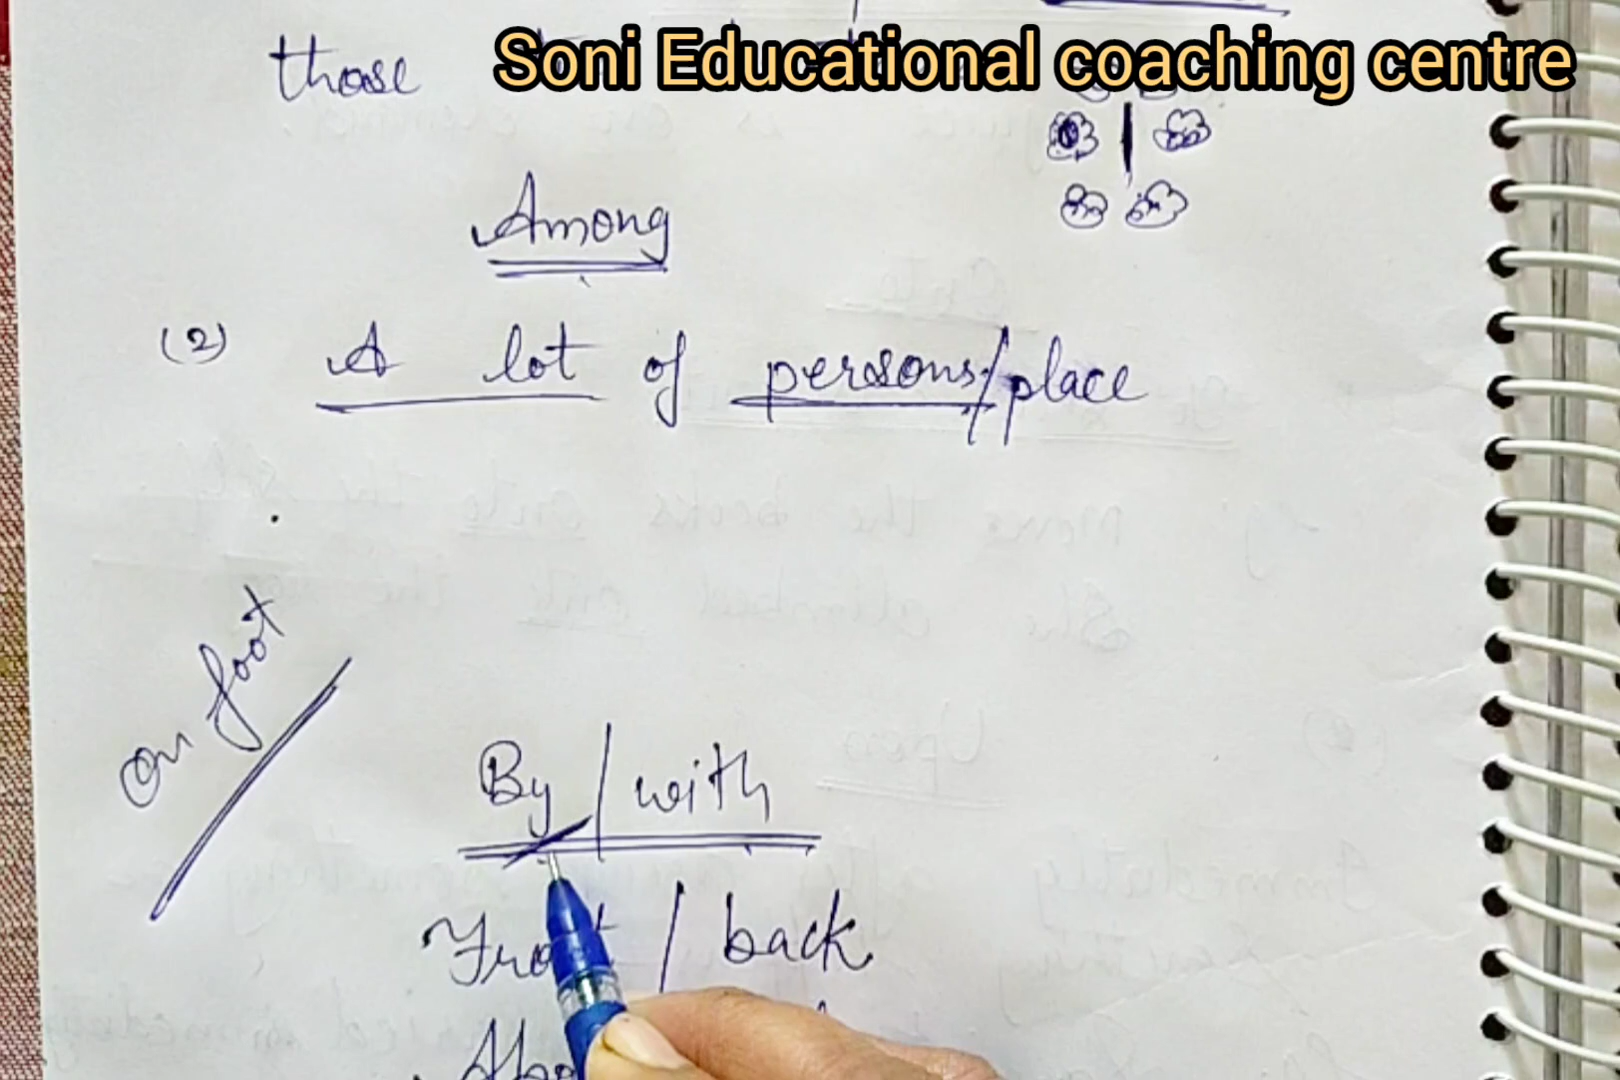 Soni Educational coaching centre
those
Among
(2) A lot of persons/place
on foot
By / with
/ back